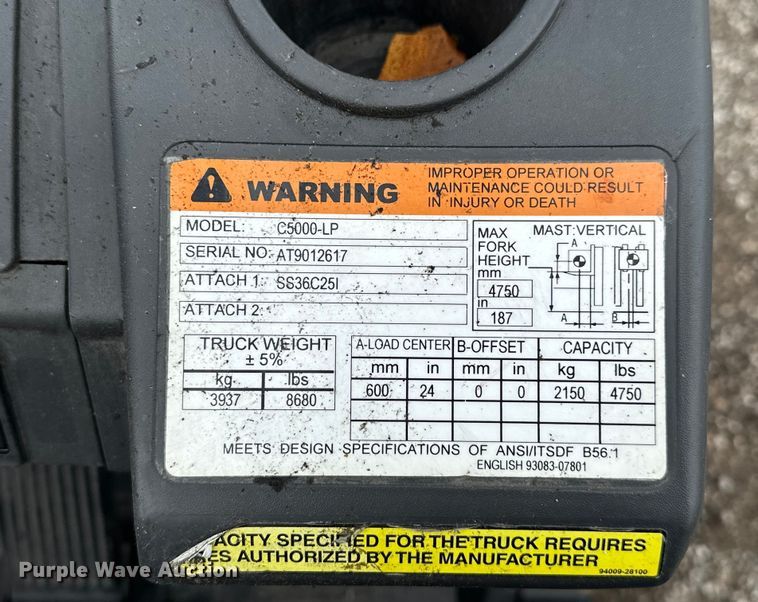 WARNING
IMPROPER OPERATION OR
MAINTENANCE COULD RESULT
IN INJURY OR DEATH
MODEL: C5000-LP
SERIAL NO: AT9012617
ATTACH 1: SS36C25I
ATTACH 2:
MAX
FORK
HEIGHT
mm
4750
in
187
MAST:VERTICAL
A
A
B
TRUCK WEIGHT
± 5%
kg lbs
3937 8680
A-LOAD CENTER B-OFFSET CAPACITY
mm in mm in kg lbs
600 24 0 0 2150 4750
MEETS DESIGN SPECIFICATIONS OF ANSI/ITSDF B56.1
ENGLISH 93083-07801
ACITY SPECIFIED FOR THE TRUCK REQUIRES
ES AUTHORIZED BY THE MANUFACTURER
94009-28100
Purple Wave Auction